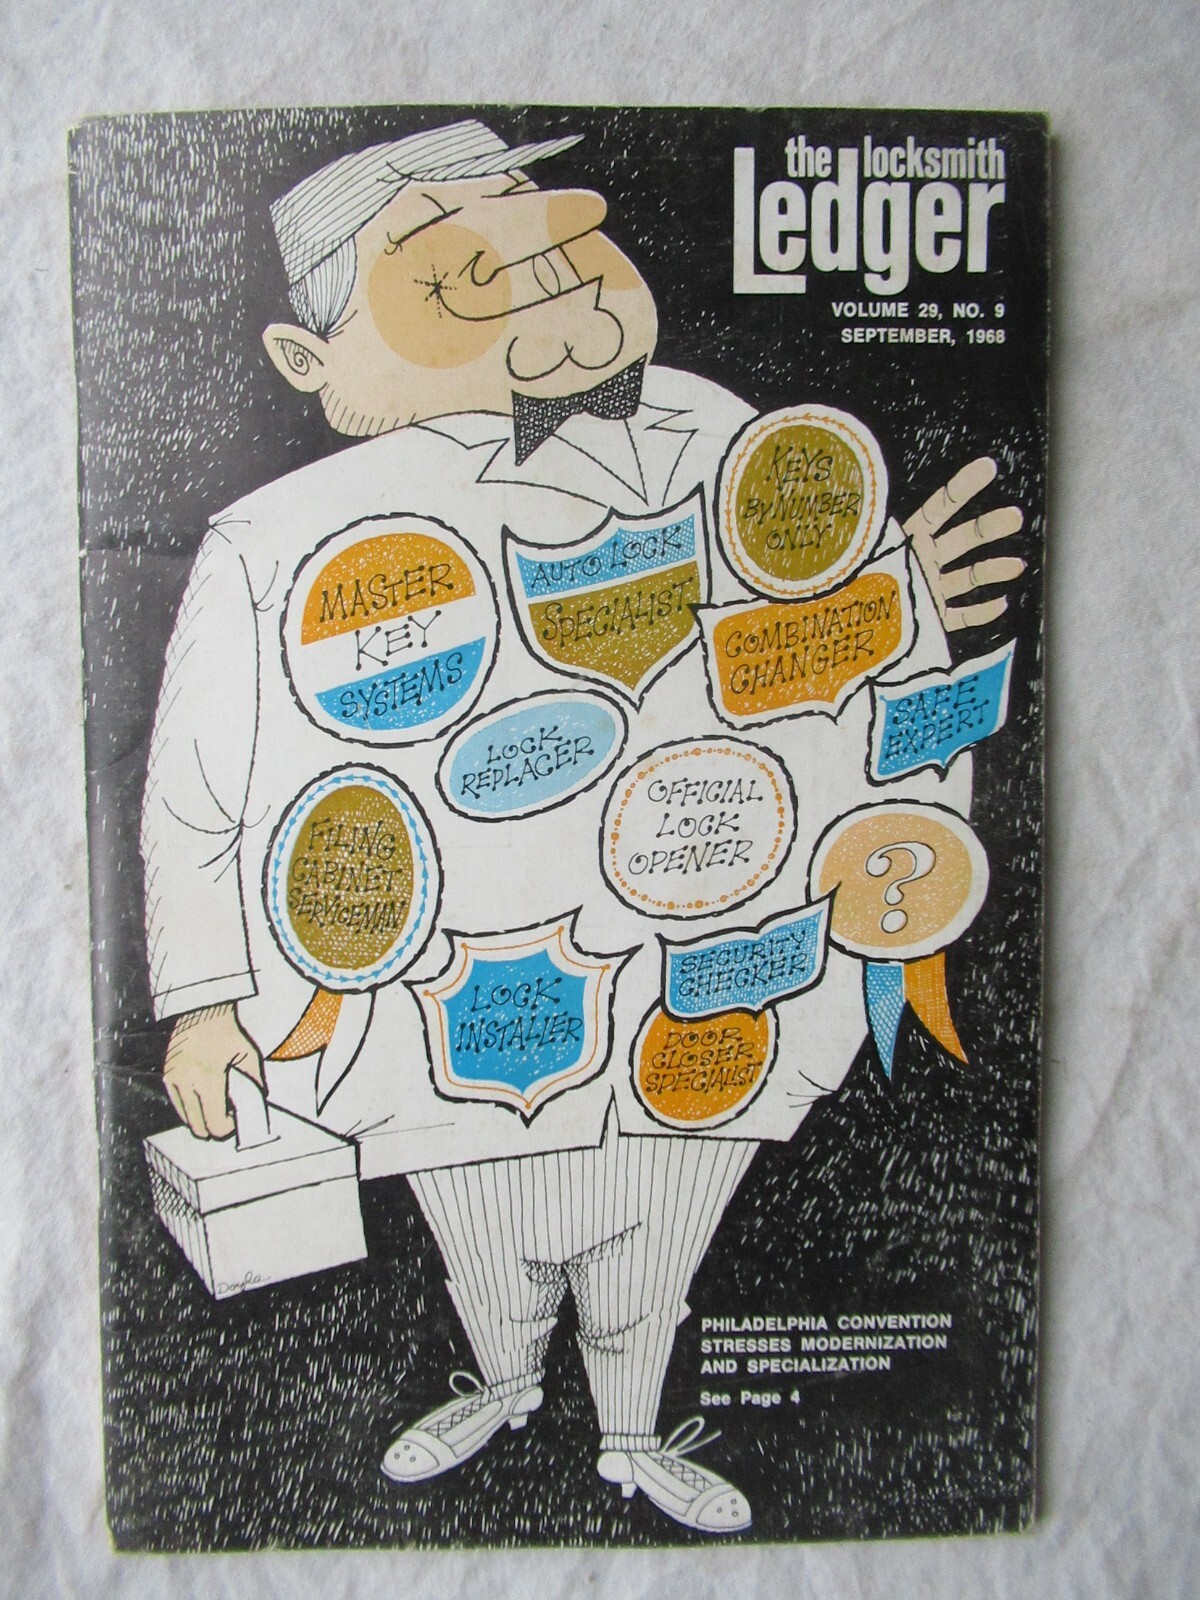 the locksmith
Ledger
VOLUME 29, NO. 9
SEPTEMBER, 1968
KEYS
BY NUMBER
ONLY
AUTO LOCK
SPECIALIST
MASTER
KEY
SYSTEMS
COMBINATION
CHANGER
SAFE
EXPERT
LOCK
REPLACER
OFFICIAL
LOCK
OPENER
FILING
CABINET
SERVICEMAN
?
SECURITY
CHECKER
LOCK
INSTALLER
DOOR
CLOSER
SPECIALIST
PHILADELPHIA CONVENTION
STRESSES MODERNIZATION
AND SPECIALIZATION
See Page 4